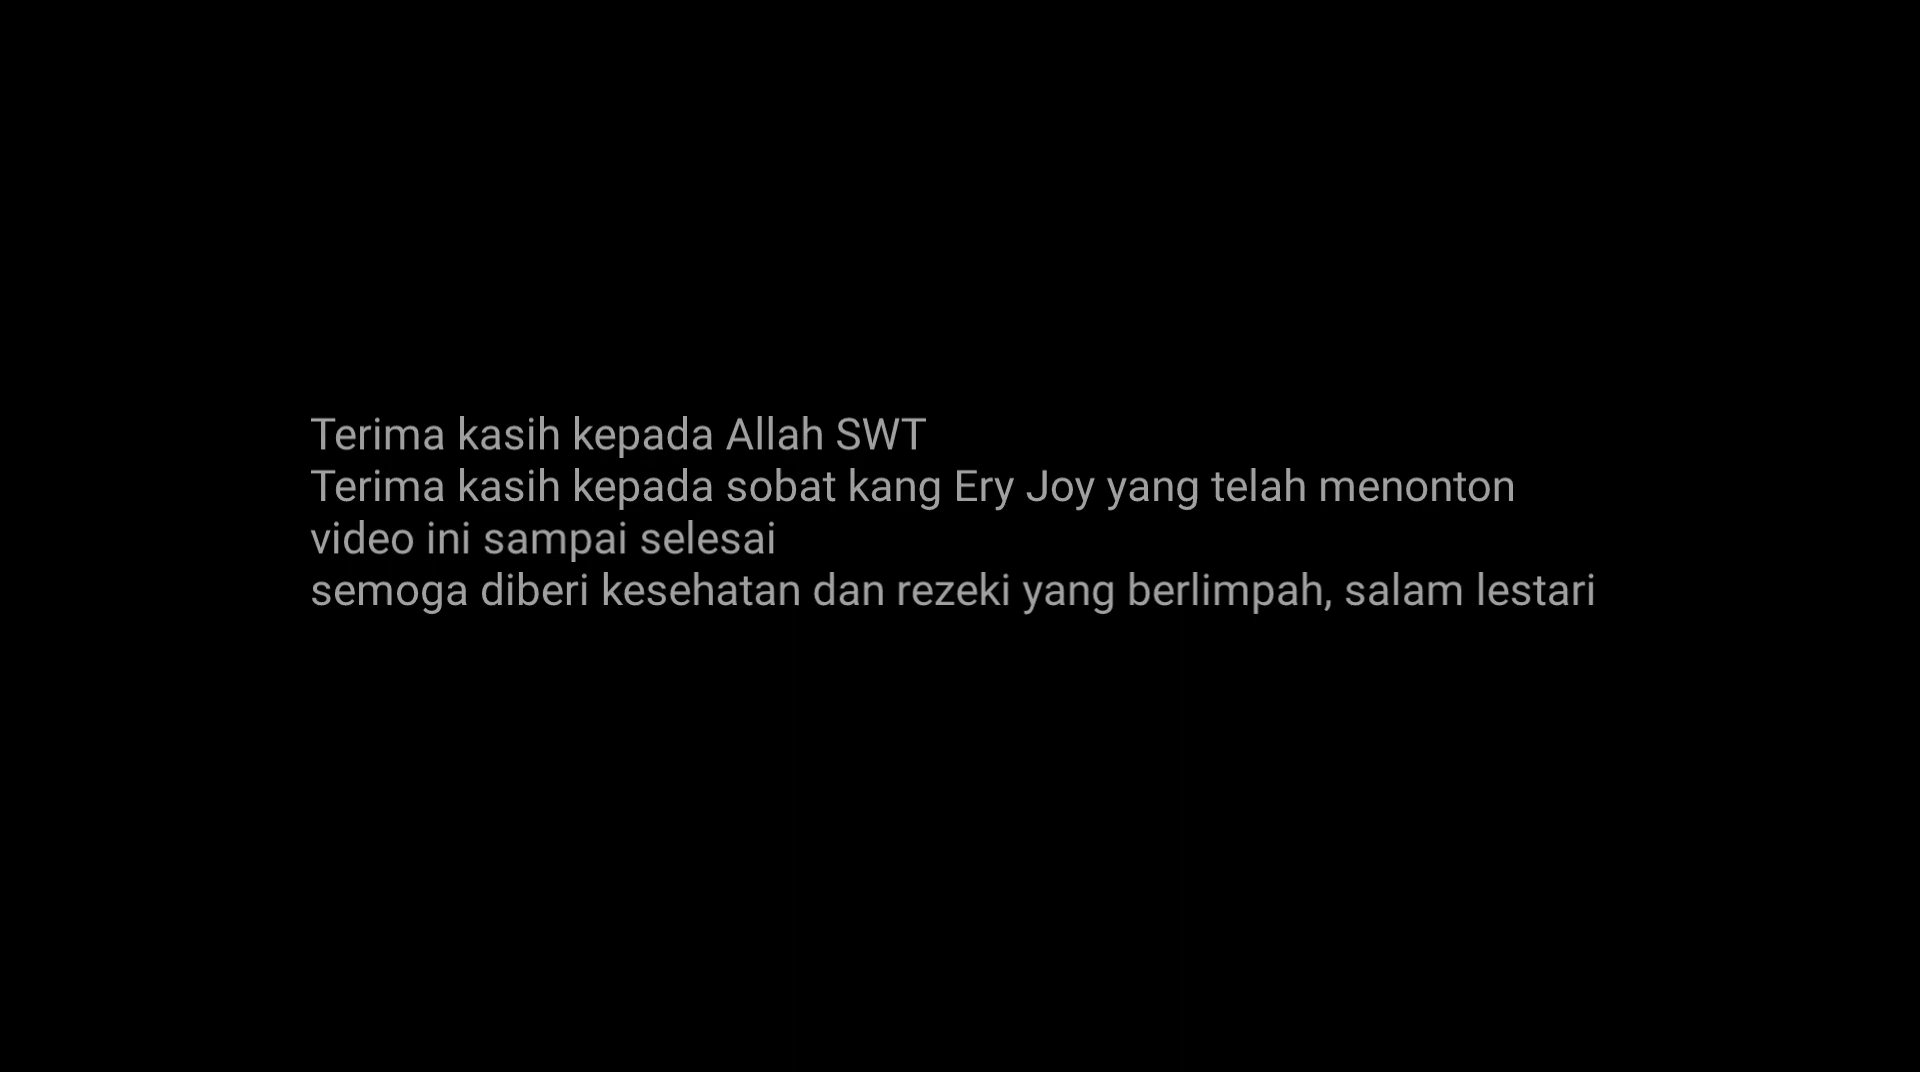 Terima kasih kepada Allah SWT
Terima kasih kepada sobat kang Ery Joy yang telah menonton
video ini sampai selesai
semoga diberi kesehatan dan rezeki yang berlimpah, salam lestari